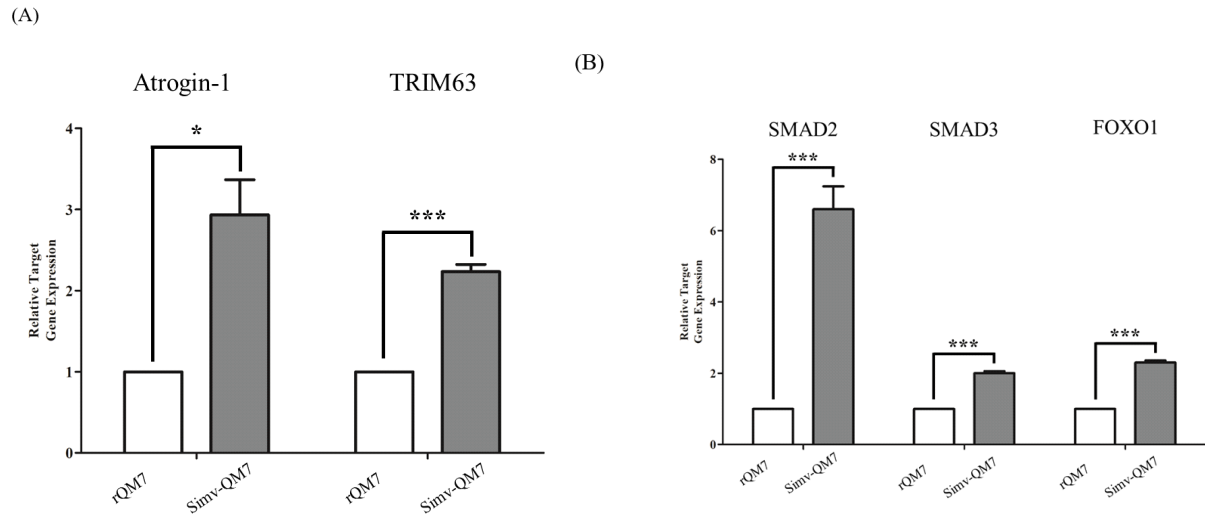 (A)
Atrogin-1 TRIM63
* ***
4
3
2
1
0
Relative Target
Gene Expression
rQM7 Simv-QM7 rQM7 Simv-QM7
(B)
SMAD2 SMAD3 FOXO1
*** *** ***
8
6
4
2
0
Relative Target
Gene Expression
rQM7 Simv-QM7 rQM7 Simv-QM7 rQM7 Simv-QM7